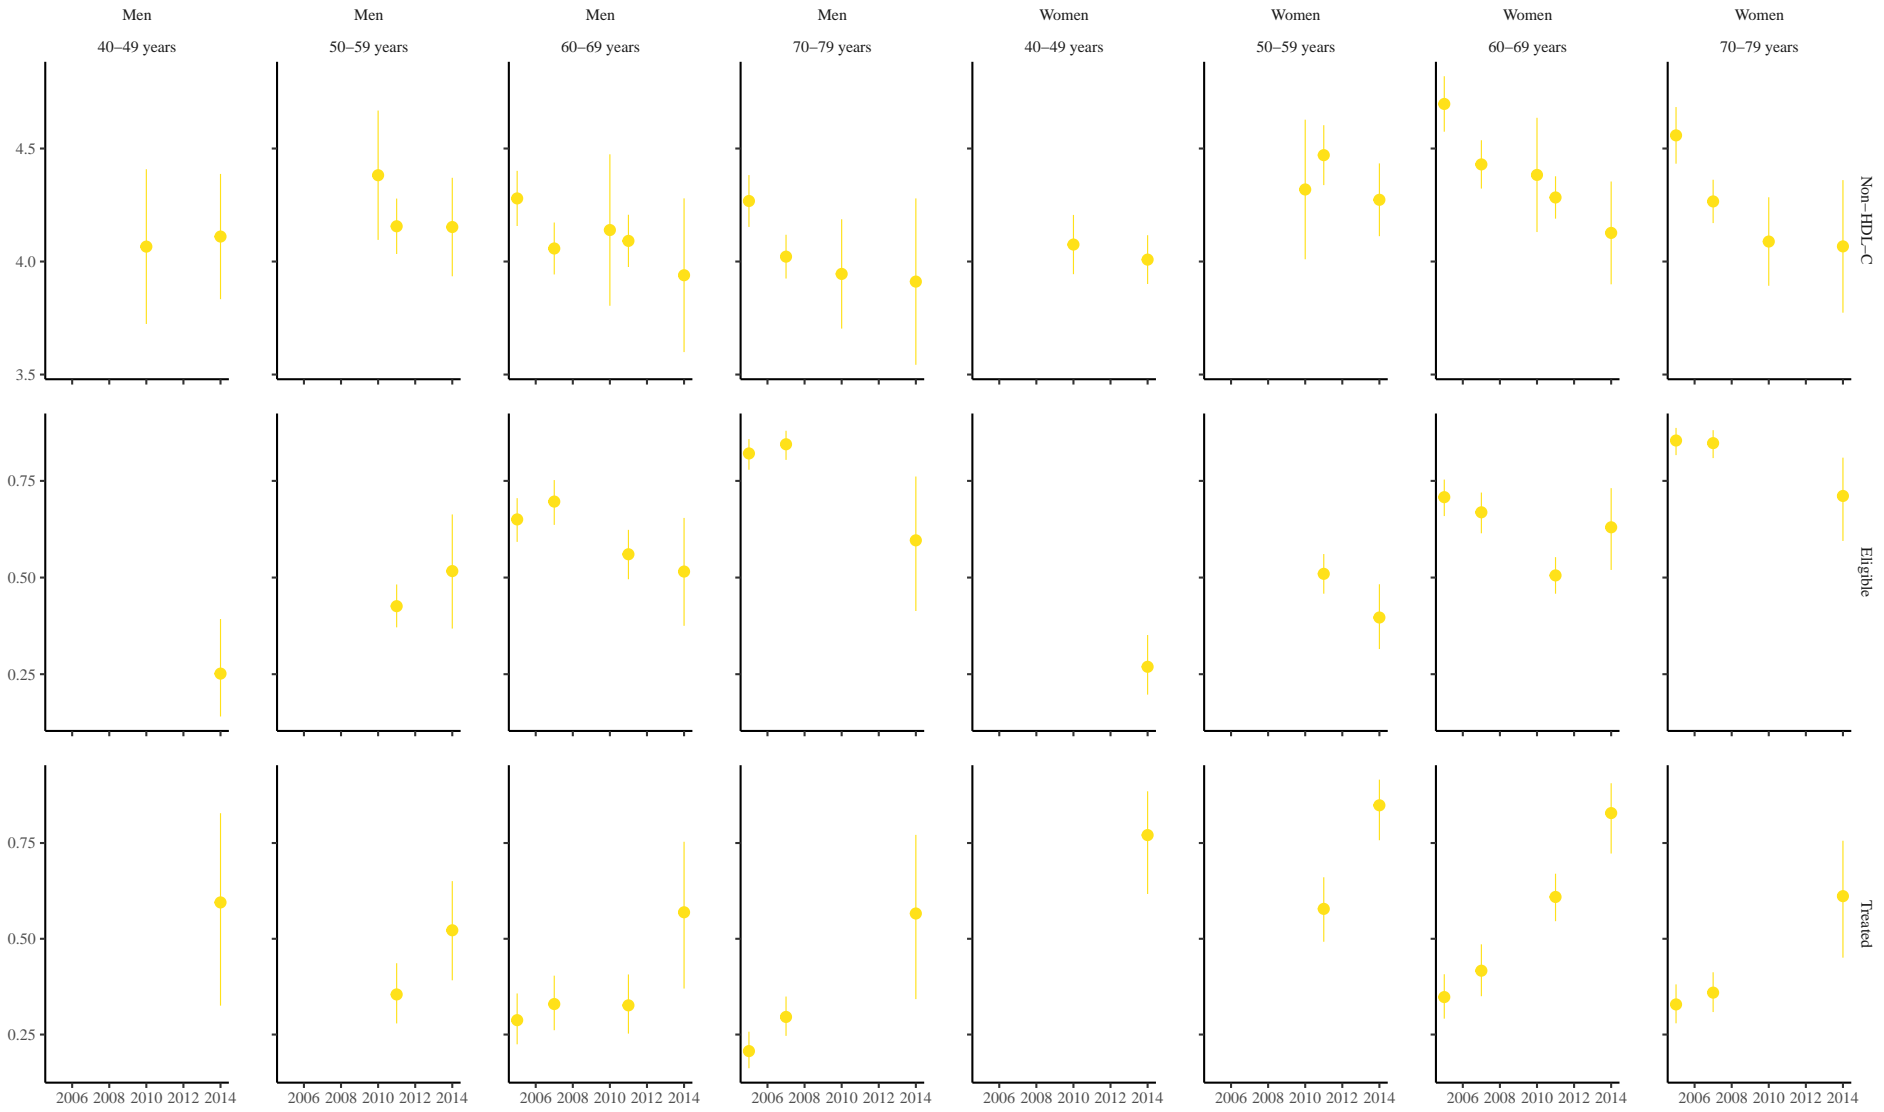 Men Men Men Men Women Women Women Women
40–49 years 50–59 years 60–69 years 70–79 years 40–49 years 50–59 years 60–69 years 70–79 years
4.5
4.0
3.5
Non–HDL–C
0.75
0.50
0.25
Eligible
0.75
0.50
0.25
Treated
2006 2008 2010 2012 2014 2006 2008 2010 2012 2014 2006 2008 2010 2012 2014 2006 2008 2010 2012 2014 2006 2008 2010 2012 2014 2006 2008 2010 2012 2014 2006 2008 2010 2012 2014 2006 2008 2010 2012 2014